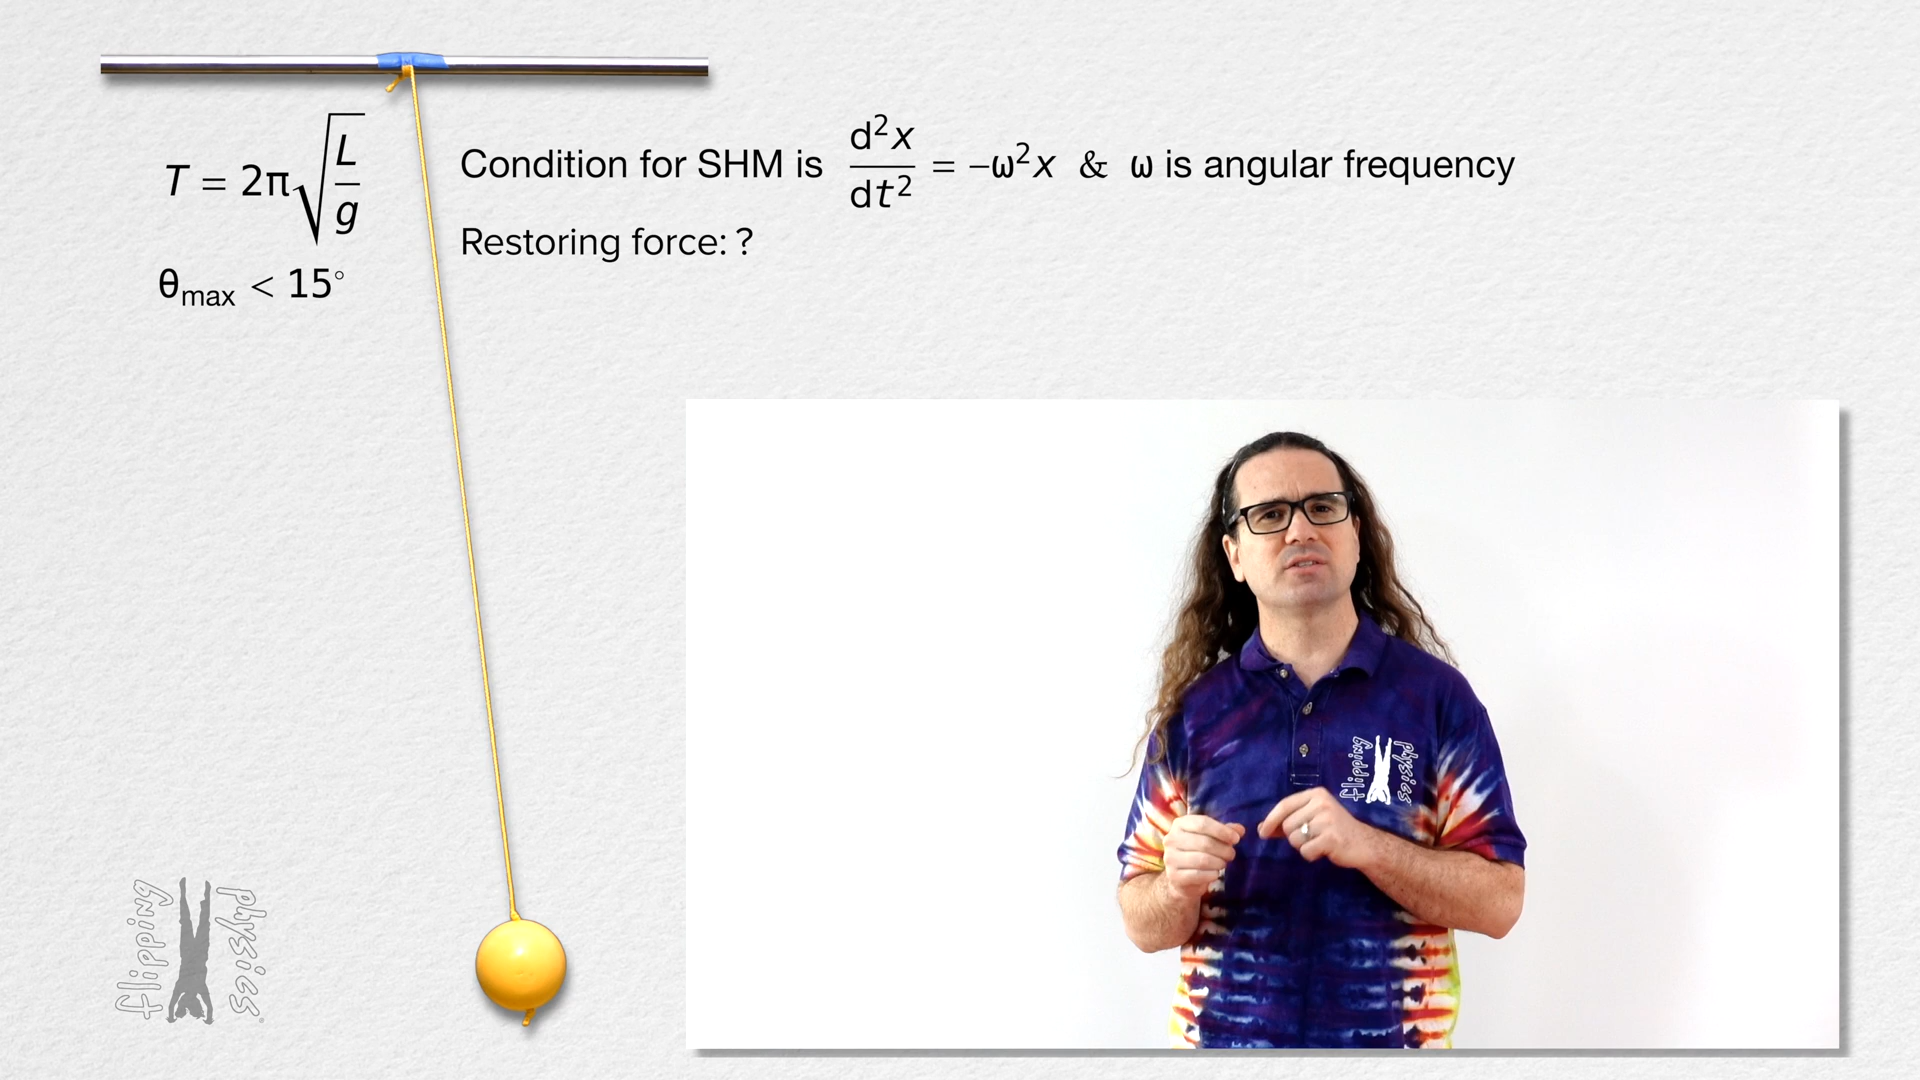 T = 2π√(L/g)
θmax < 15°
Condition for SHM is d²x/dt² = −ω²x & ω is angular frequency
Restoring force: ?
flipping
physics
flipping
physics